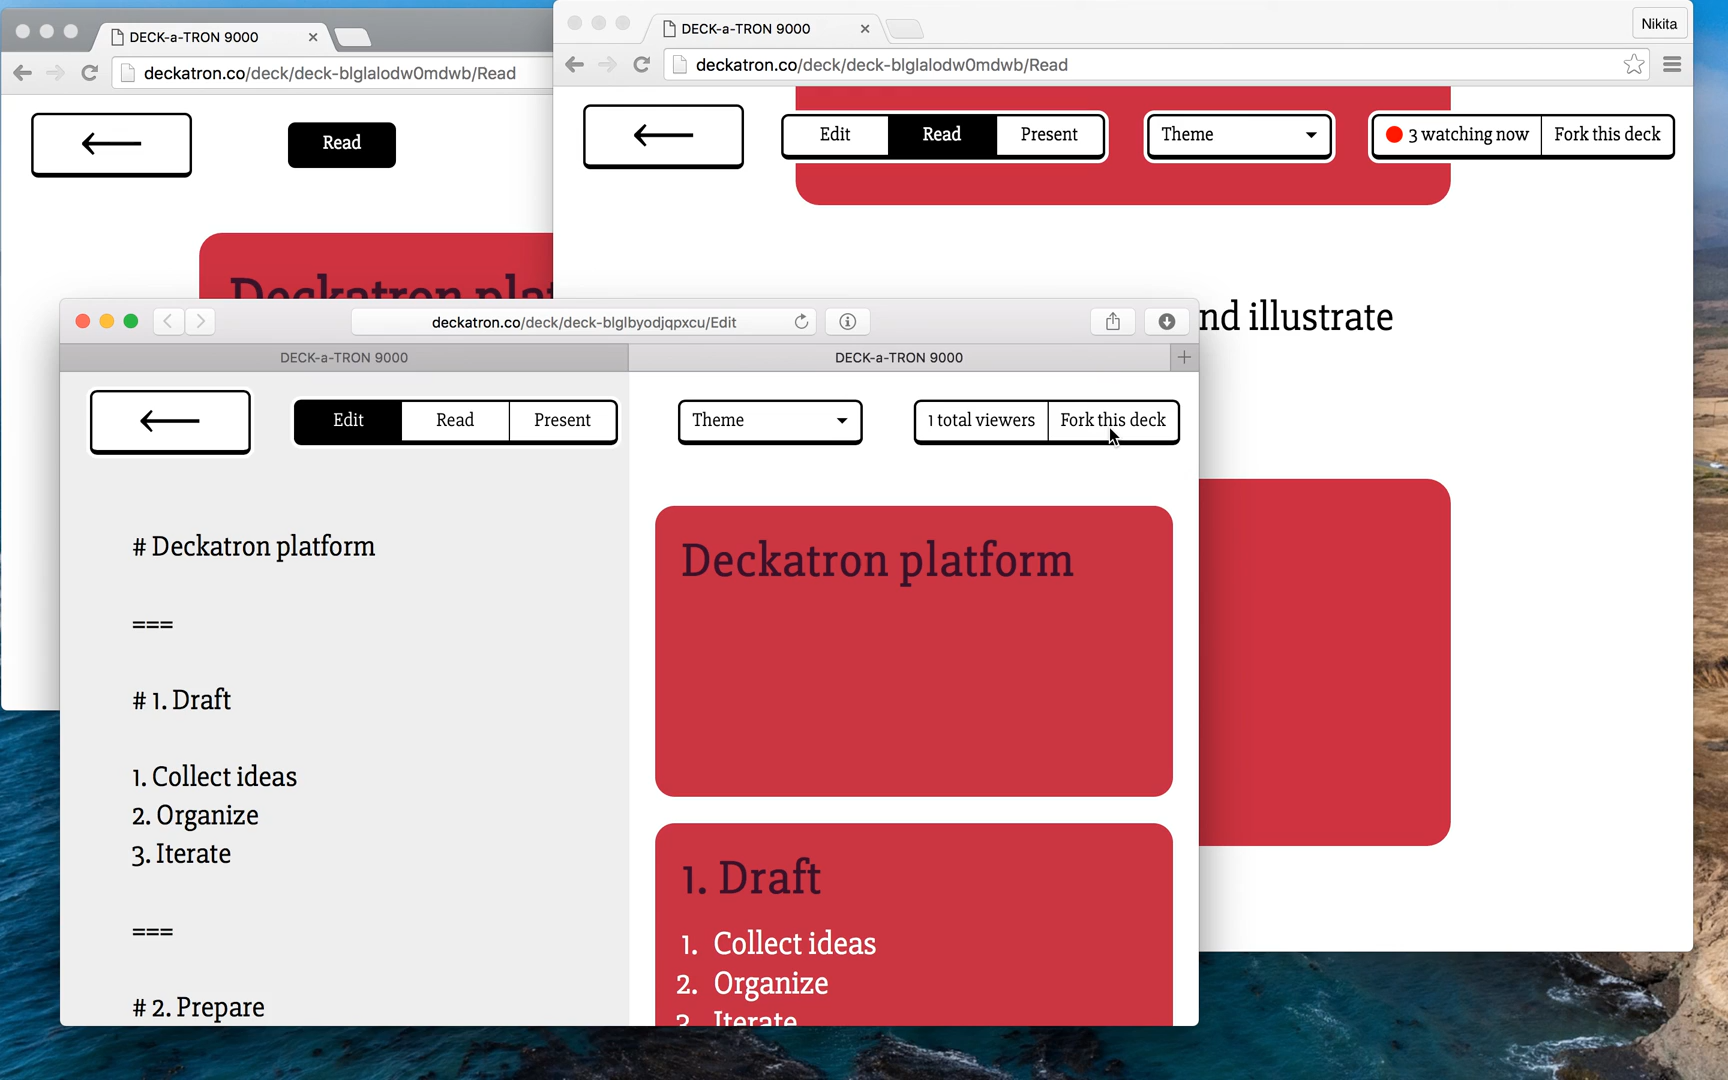 DECK-a-TRON 9000
deckatron.co/deck/deck-blglalodw0mdwb/Read
←
Read
Deckatron plat
DECK-a-TRON 9000
Nikita
deckatron.co/deck/deck-blglalodw0mdwb/Read
←
Edit Read Present
Theme
3 watching now Fork this deck
nd illustrate
deckatron.co/deck/deck-blglbyodjqpxcu/Edit
DECK-a-TRON 9000
DECK-a-TRON 9000
←
Edit Read Present
Theme
1 total viewers Fork this deck
# Deckatron platform
===
# 1. Draft
1. Collect ideas
2. Organize
3. Iterate
===
# 2. Prepare
Deckatron platform
1. Draft
1. Collect ideas
2. Organize
3. Iterate